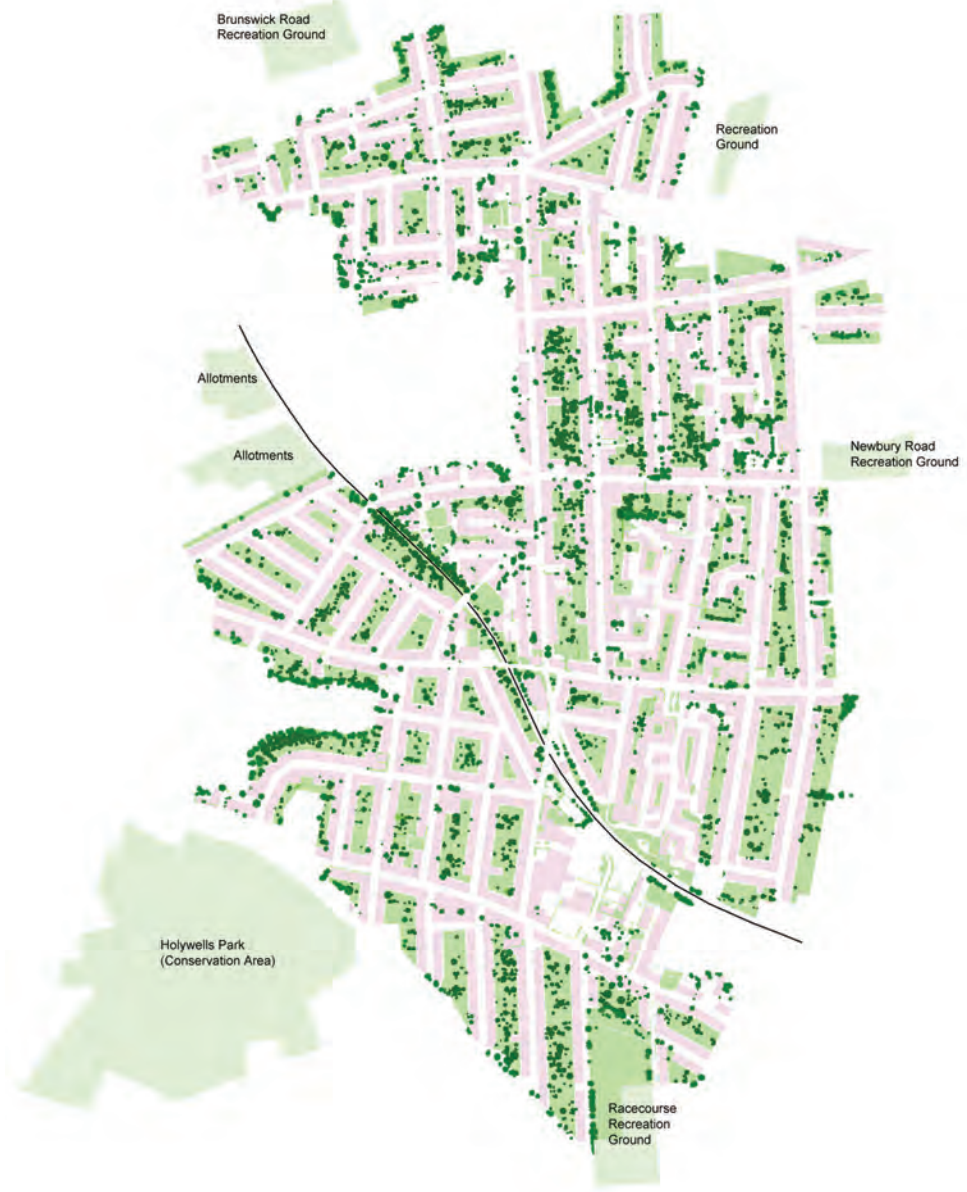 Brunswick Road
Recreation Ground
Recreation
Ground
Allotments
Allotments
Newbury Road
Recreation Ground
Holywells Park
(Conservation Area)
Racecourse
Recreation
Ground